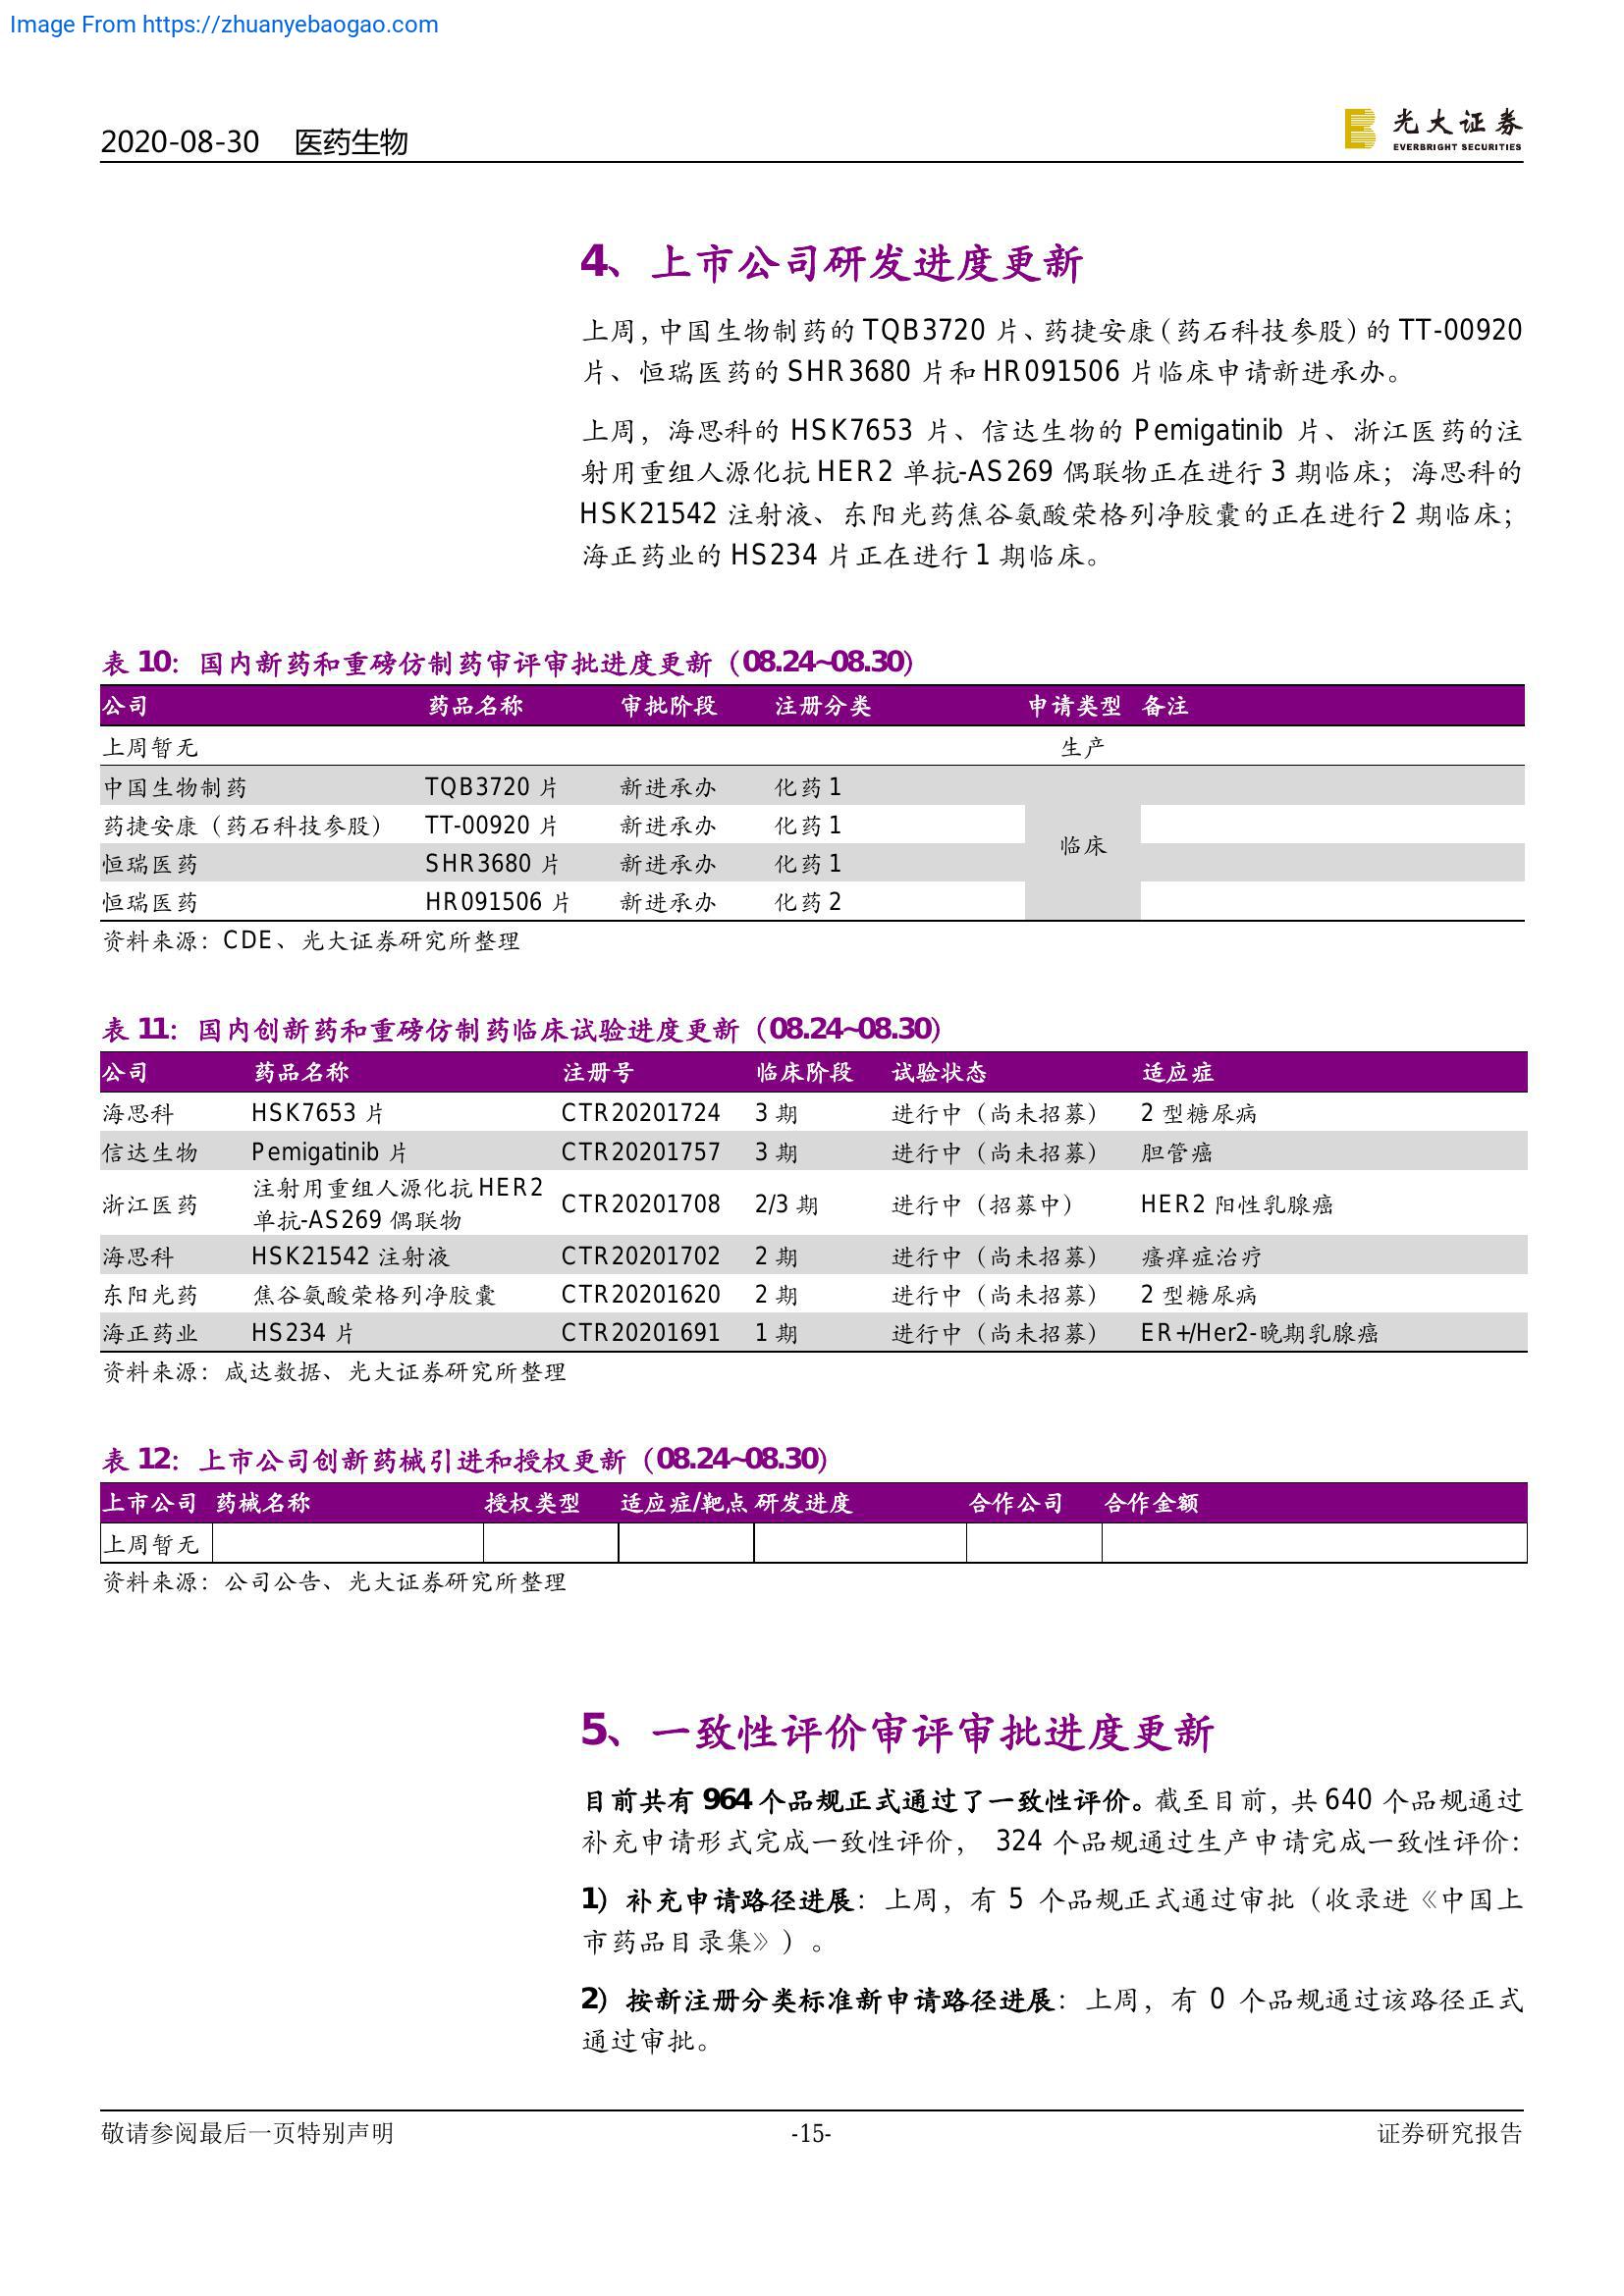 Image From https://zhuanyebaogao.com
2020-08-30 医药生物
光大证券
EVERBRIGHT SECURITIES
4、上市公司研发进度更新
上周，中国生物制药的 TQB3720 片、药捷安康（药石科技参股）的 TT-00920
片、恒瑞医药的 SHR3680 片和 HR091506 片临床申请新进承办。
上周，海思科的 HSK7653 片、信达生物的 Pemigatinib 片、浙江医药的注
射用重组人源化抗 HER2 单抗-AS269 偶联物正在进行 3 期临床；海思科的
HSK21542 注射液、东阳光药焦谷氨酸荣格列净胶囊的正在进行 2 期临床；
海正药业的 HS234 片正在进行 1 期临床。
表 10：国内新药和重磅仿制药审评审批进度更新（08.24~08.30）
公司 药品名称 审批阶段 注册分类 申请类型 备注
上周暂无 生产
中国生物制药 TQB3720 片 新进承办 化药 1
药捷安康（药石科技参股） TT-00920 片 新进承办 化药 1
临床
恒瑞医药 SHR3680 片 新进承办 化药 1
恒瑞医药 HR091506 片 新进承办 化药 2
资料来源：CDE、光大证券研究所整理
表 11：国内创新药和重磅仿制药临床试验进度更新（08.24~08.30）
公司 药品名称 注册号 临床阶段 试验状态 适应症
海思科 HSK7653 片 CTR20201724 3 期 进行中（尚未招募） 2 型糖尿病
信达生物 Pemigatinib 片 CTR20201757 3 期 进行中（尚未招募） 胆管癌
浙江医药 注射用重组人源化抗 HER2
单抗-AS269 偶联物 CTR20201708 2/3 期 进行中（招募中） HER2 阳性乳腺癌
海思科 HSK21542 注射液 CTR20201702 2 期 进行中（尚未招募） 瘙痒症治疗
东阳光药 焦谷氨酸荣格列净胶囊 CTR20201620 2 期 进行中（尚未招募） 2 型糖尿病
海正药业 HS234 片 CTR20201691 1 期 进行中（尚未招募） ER+/Her2-晚期乳腺癌
资料来源：咸达数据、光大证券研究所整理
表 12：上市公司创新药械引进和授权更新（08.24~08.30）
上市公司 药械名称 授权类型 适应症/靶点 研发进度 合作公司 合作金额
上周暂无
资料来源：公司公告、光大证券研究所整理
5、一致性评价审评审批进度更新
目前共有 964 个品规正式通过了一致性评价。截至目前，共 640 个品规通过
补充申请形式完成一致性评价， 324 个品规通过生产申请完成一致性评价：
1）补充申请路径进展：上周，有 5 个品规正式通过审批（收录进《中国上
市药品目录集》）。
2）按新注册分类标准新申请路径进展：上周，有 0 个品规通过该路径正式
通过审批。
敬请参阅最后一页特别声明 -15- 证券研究报告